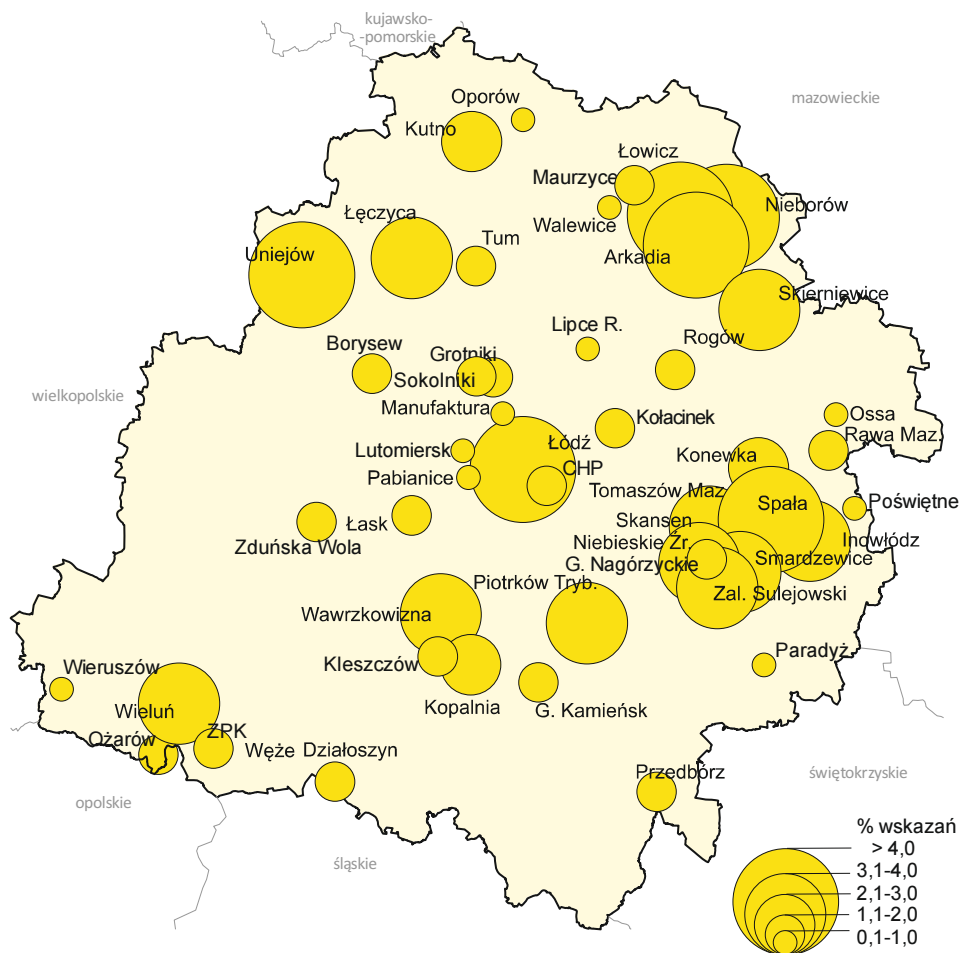 kujawsko-
-pomorskie
mazowieckie
Oporów
Kutno
Łowicz
Maurzyce
Nieborów
Walewice
Łęczyca
Tum
Uniejów
Arkadia
Skierniewice
Lipce R.
Rogów
Borysew
Grotniki
Sokolniki
wielkopolskie
Manufaktura
Kołacinek
Ossa
Rawa Maz.
Łódź
Lutomiersk
Konewka
CHP
Pabianice
Tomaszów Maz.
Spała
Poświętne
Skansen
Łask
Zduńska Wola
Inowłódz
Niebieskie Źr.
G. Nagórzyckie
Smardzewice
Piotrków Tryb.
Zal. Sulejowski
Wawrzkowizna
Paradyż
Kleszczów
Wieruszów
Kopalnia
G. Kamieńsk
Wieluń
Ożarów
ZPK
Węże
Działoszyn
Przedbórz
świętokrzyskie
opolskie
śląskie
% wskazań
> 4,0
3,1-4,0
2,1-3,0
1,1-2,0
0,1-1,0